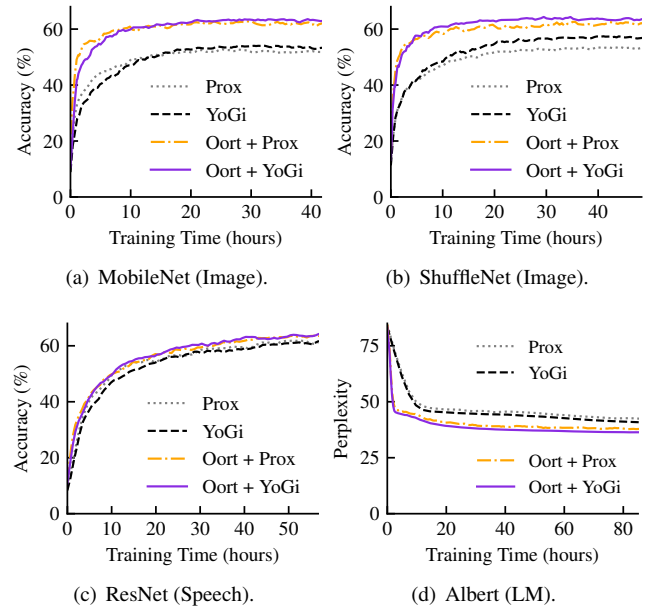 60
40
20
0
Accuracy (%)
Prox
YoGi
Oort + Prox
Oort + YoGi
0 10 20 30 40
Training Time (hours)
(a) MobileNet (Image).
60
40
20
0
Accuracy (%)
Prox
YoGi
Oort + Prox
Oort + YoGi
0 10 20 30 40
Training Time (hours)
(b) ShuffleNet (Image).
60
40
20
0
Accuracy (%)
Prox
YoGi
Oort + Prox
Oort + YoGi
0 10 20 30 40 50
Training Time (hours)
(c) ResNet (Speech).
75
50
25
0
Perplexity
Prox
YoGi
Oort + Prox
Oort + YoGi
0 20 40 60 80
Training Time (hours)
(d) Albert (LM).